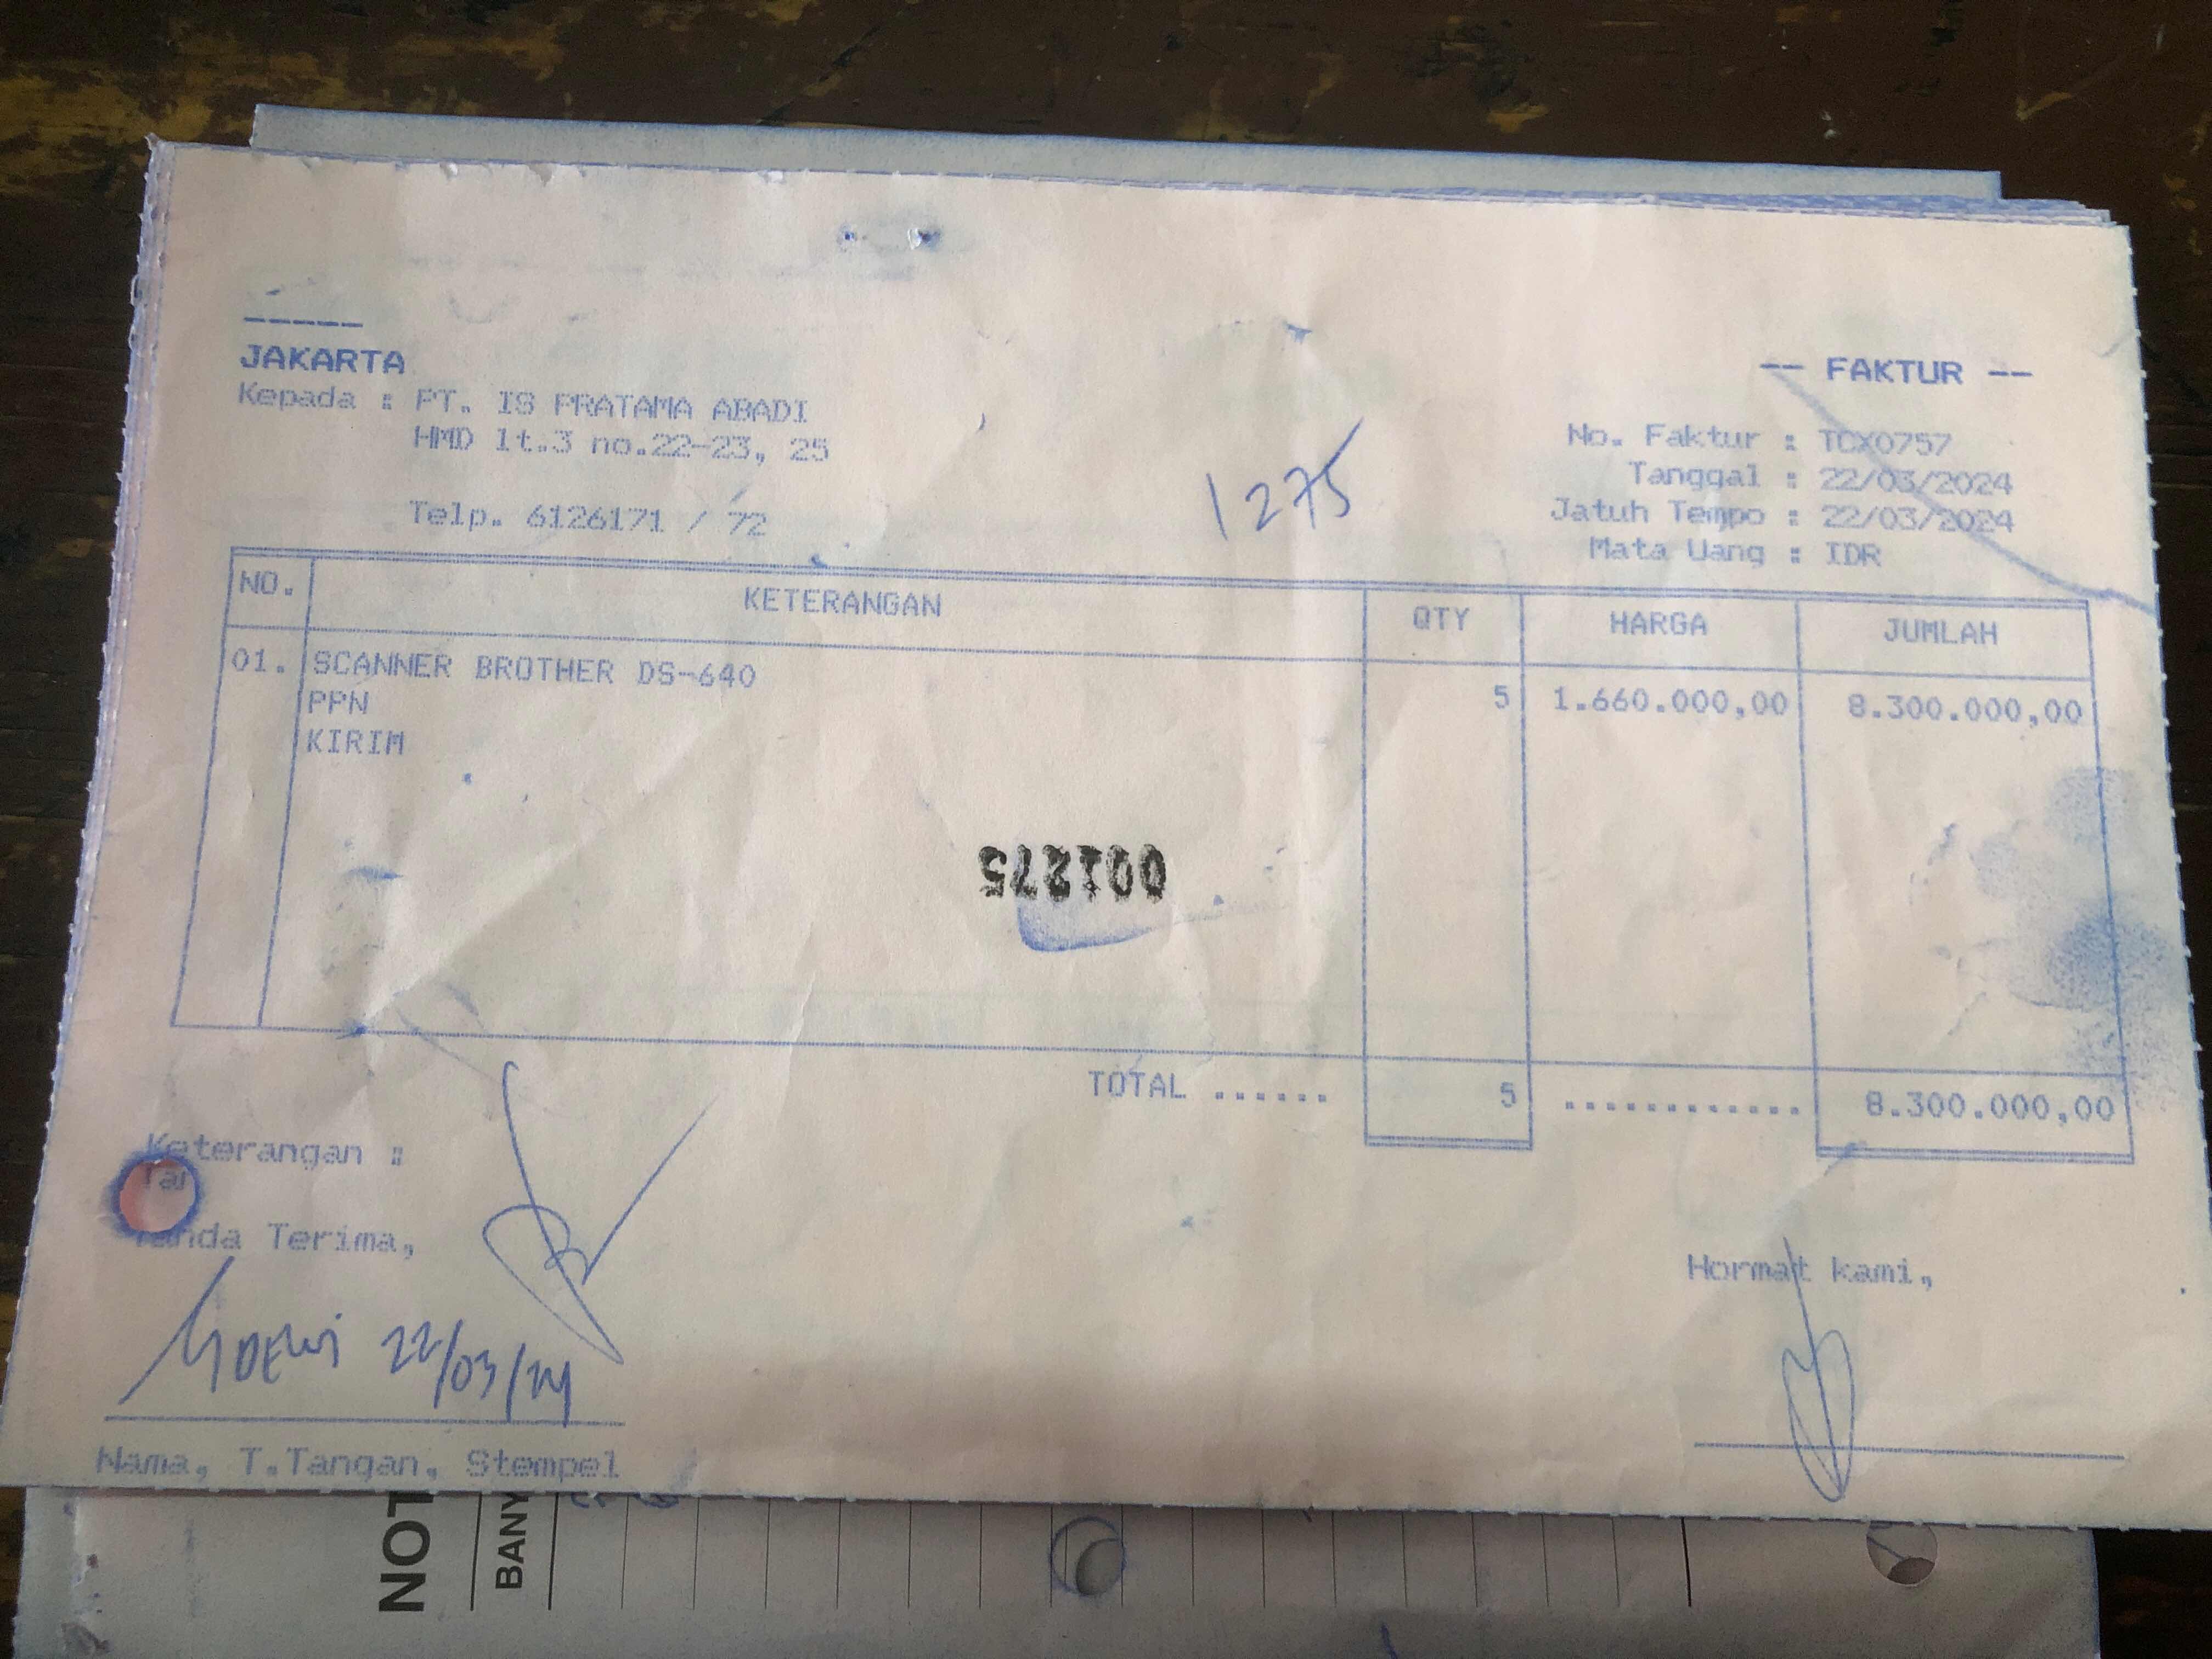 JAKARTA
-- FAKTUR --
Kepada : PT. IS PRATAMA ABADI
HMD lt.3 no.22-23, 25
Telp. 6126171 / 72
1275
No. Faktur : TCX0757
Tanggal : 22/03/2024
Jatuh Tempo : 22/03/2024
Mata Uang : IDR
NO. KETERANGAN QTY HARGA JUMLAH
01. SCANNER BROTHER DS-640 5 1.660.000,00 8.300.000,00
PPN
KIRIM
001275
TOTAL ...... 5 ............ 8.300.000,00
Keterangan :
Tanda Terima,
Hormat kami,
DEWI 22/03/24
Nama, T.Tangan, Stempel
NOT
BANY